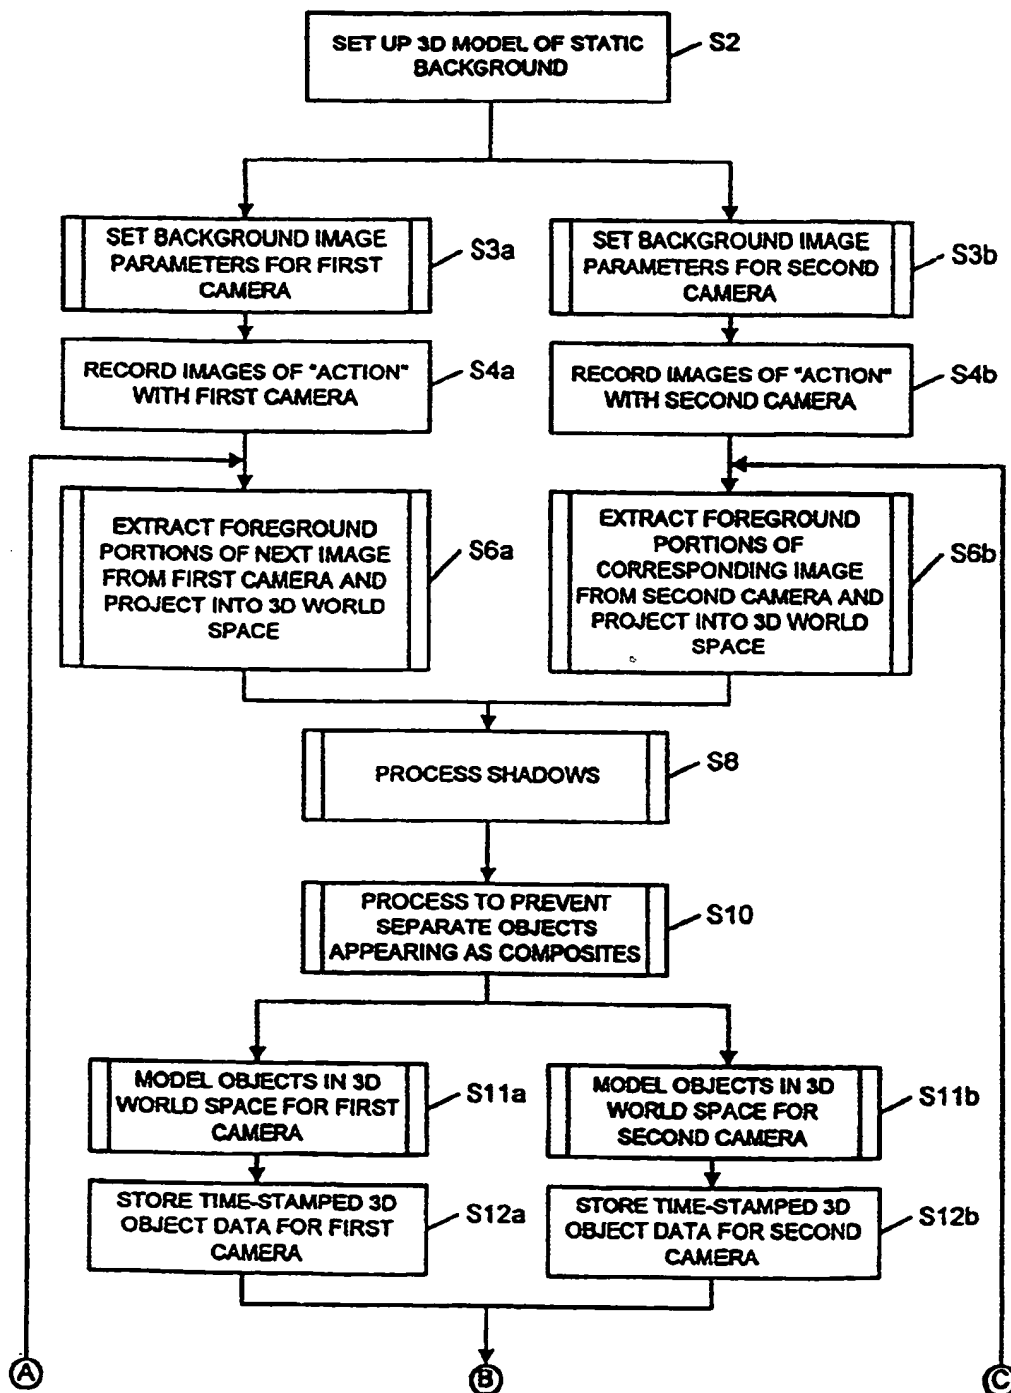 SET UP 3D MODEL OF STATIC
BACKGROUND
S2
SET BACKGROUND IMAGE
PARAMETERS FOR FIRST
CAMERA
S3a
SET BACKGROUND IMAGE
PARAMETERS FOR SECOND
CAMERA
S3b
RECORD IMAGES OF "ACTION"
WITH FIRST CAMERA
S4a
RECORD IMAGES OF "ACTION"
WITH SECOND CAMERA
S4b
EXTRACT FOREGROUND
PORTIONS OF NEXT IMAGE
FROM FIRST CAMERA AND
PROJECT INTO 3D WORLD
SPACE
S6a
EXTRACT FOREGROUND
PORTIONS OF
CORRESPONDING IMAGE
FROM SECOND CAMERA AND
PROJECT INTO 3D WORLD
SPACE
S6b
PROCESS SHADOWS
S8
PROCESS TO PREVENT
SEPARATE OBJECTS
APPEARING AS COMPOSITES
S10
MODEL OBJECTS IN 3D
WORLD SPACE FOR FIRST
CAMERA
S11a
MODEL OBJECTS IN 3D
WORLD SPACE FOR
SECOND CAMERA
S11b
STORE TIME-STAMPED 3D
OBJECT DATA FOR FIRST
CAMERA
S12a
STORE TIME-STAMPED 3D
OBJECT DATA FOR SECOND
CAMERA
S12b
A
B
C